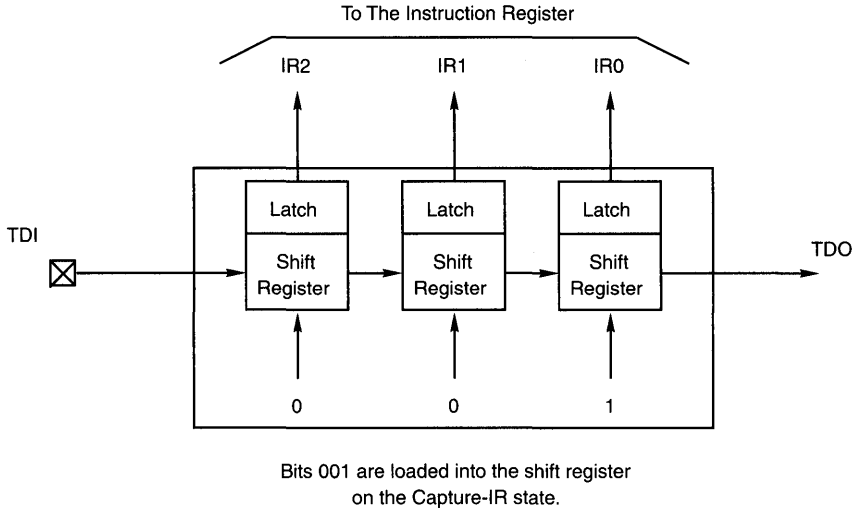 To The Instruction Register
IR2 IR1 IR0
Latch Latch Latch
TDI TDO
Shift Shift Shift
Register Register Register
0 0 1
Bits 001 are loaded into the shift register
on the Capture-IR state.